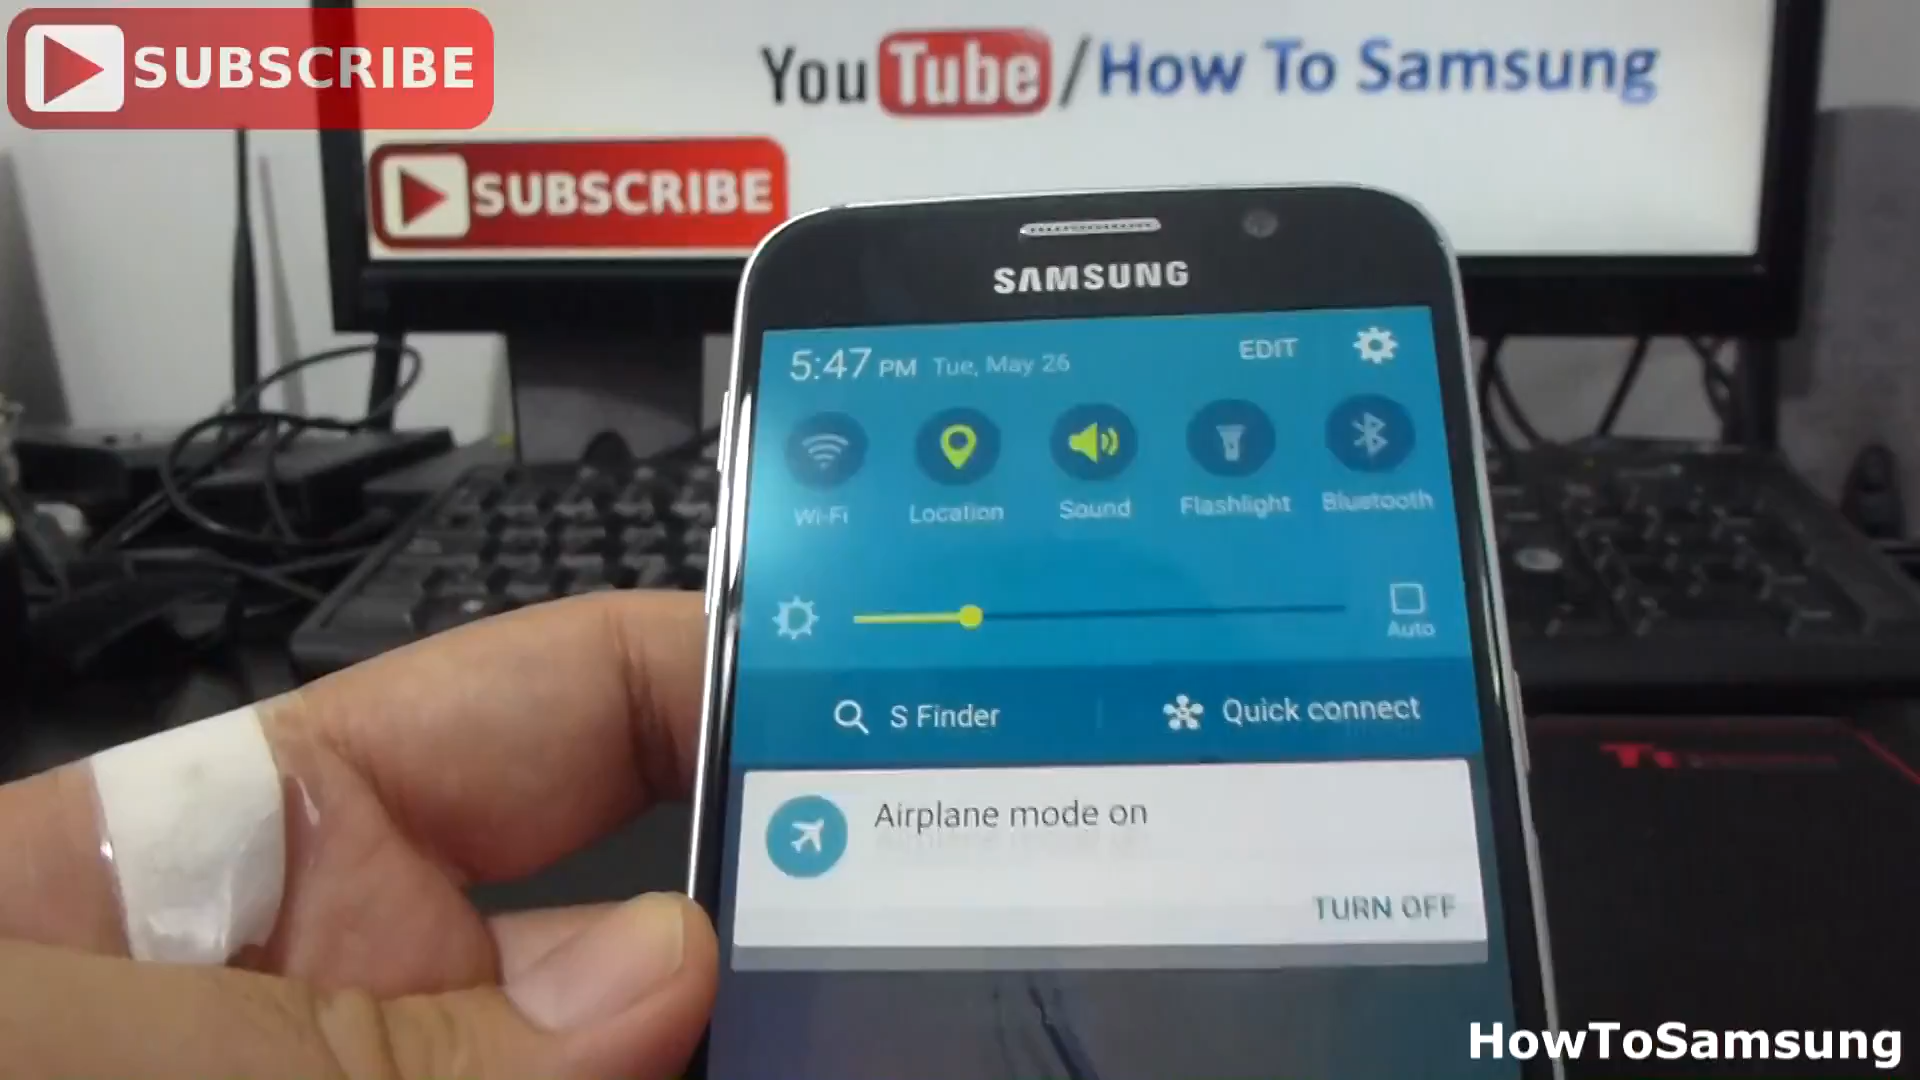 SUBSCRIBE
YouTube/How To Samsung
SUBSCRIBE
SAMSUNG
5:47 PM Tue, May 26 EDIT
Wi-Fi Location Sound Flashlight Bluetooth
Auto
S Finder Quick connect
Airplane mode on
TURN OFF
HowToSamsung